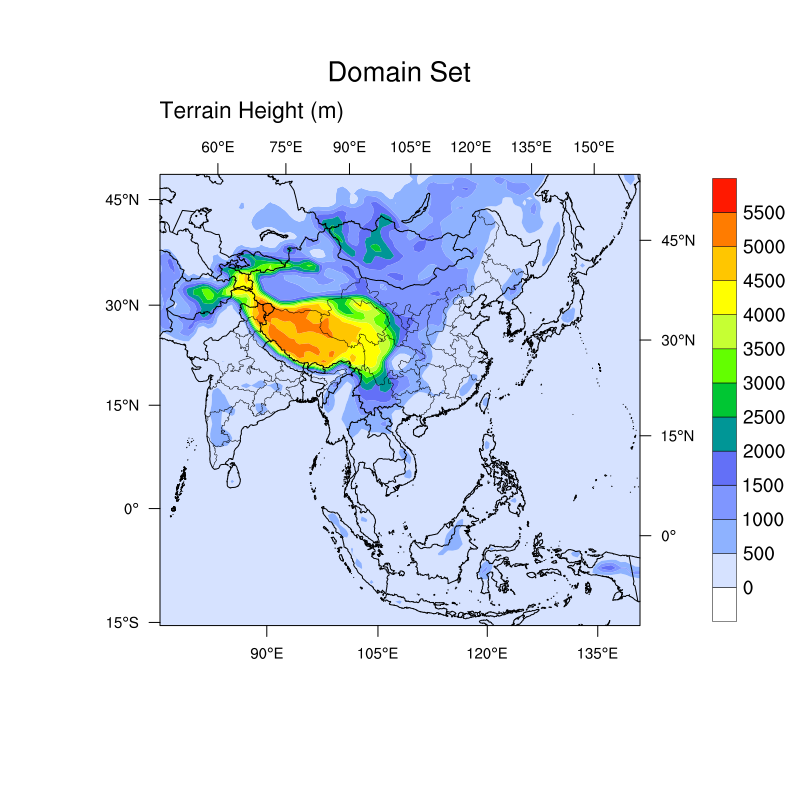 Domain Set
Terrain Height (m)
60°E 75°E 90°E 105°E 120°E 135°E 150°E
45°N
30°N
15°N
0°
15°S
45°N
30°N
15°N
0°
90°E 105°E 120°E 135°E
5500
5000
4500
4000
3500
3000
2500
2000
1500
1000
500
0